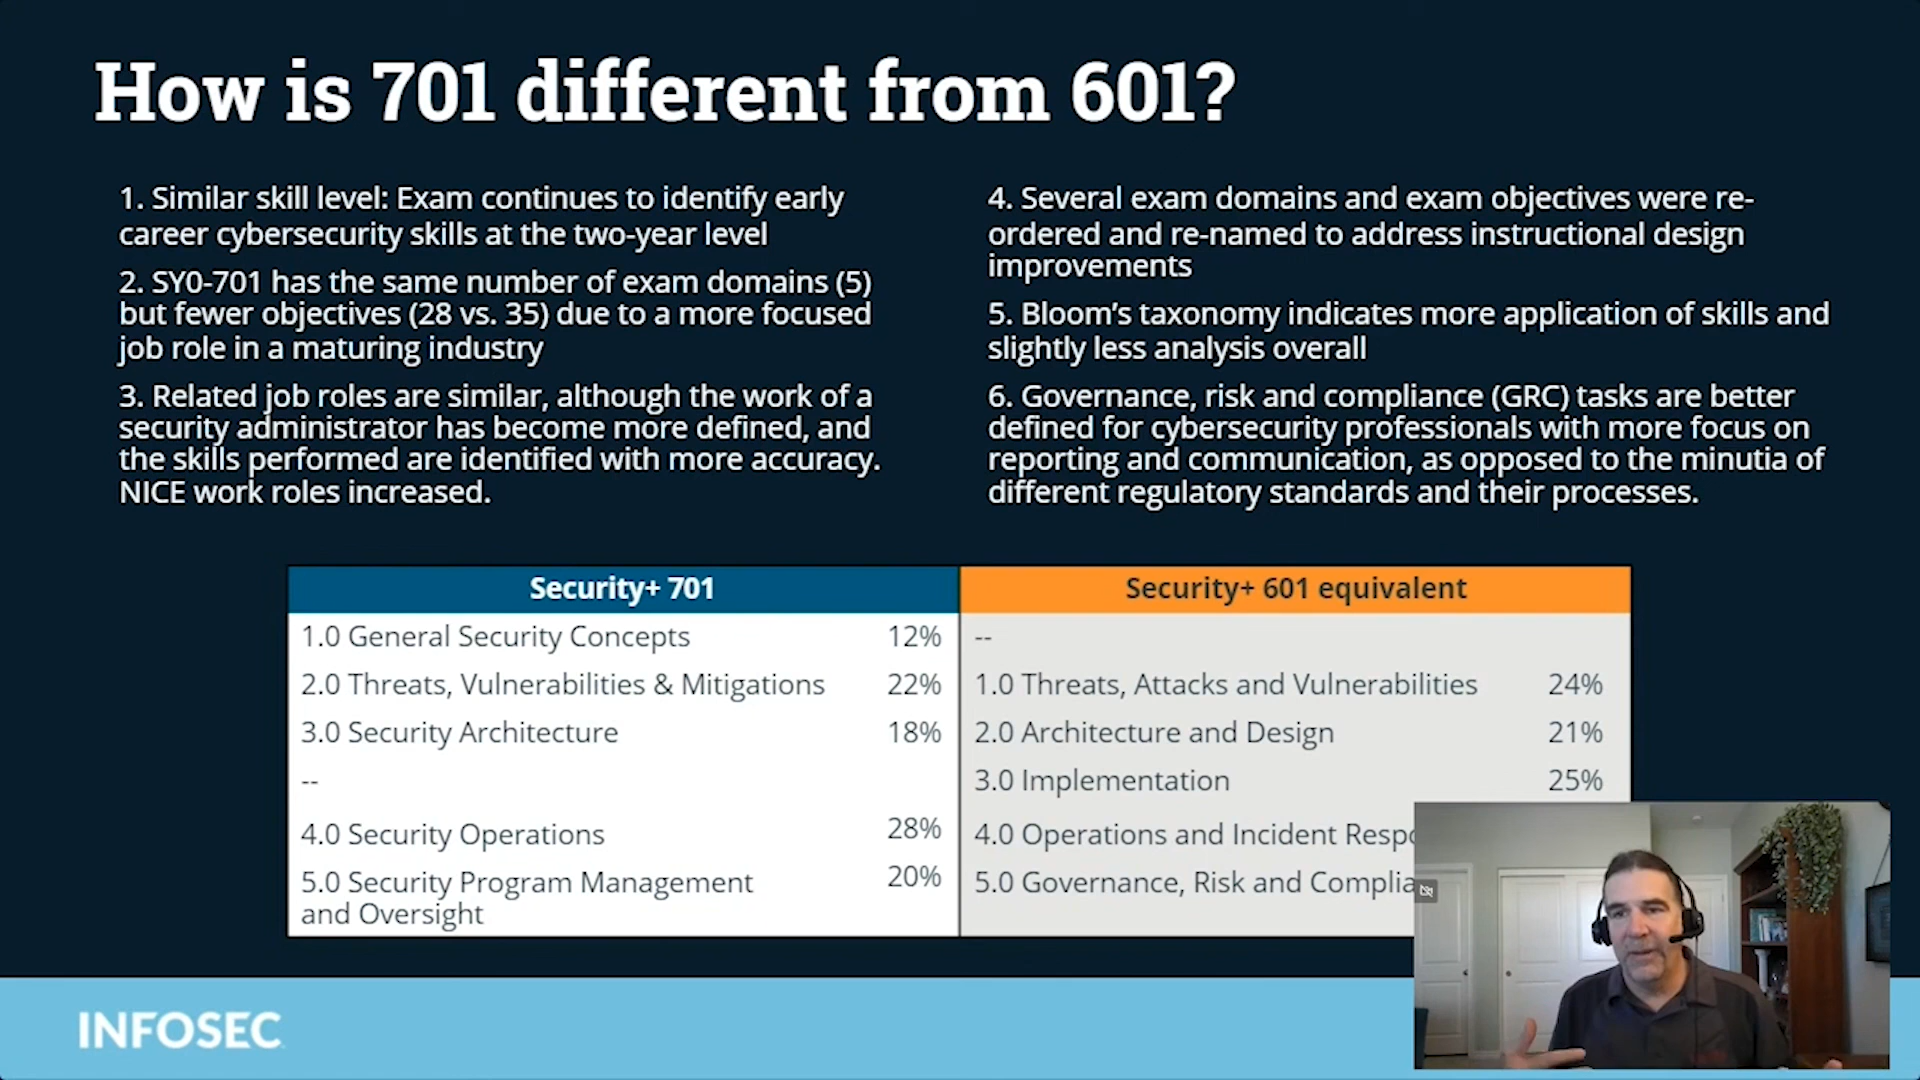 How is 701 different from 601?
1. Similar skill level: Exam continues to identify early
career cybersecurity skills at the two-year level
2. SY0-701 has the same number of exam domains (5)
but fewer objectives (28 vs. 35) due to a more focused
job role in a maturing industry
3. Related job roles are similar, although the work of a
security administrator has become more defined, and
the skills performed are identified with more accuracy.
NICE work roles increased.
4. Several exam domains and exam objectives were re-
ordered and re-named to address instructional design
improvements
5. Bloom’s taxonomy indicates more application of skills and
slightly less analysis overall
6. Governance, risk and compliance (GRC) tasks are better
defined for cybersecurity professionals with more focus on
reporting and communication, as opposed to the minutia of
different regulatory standards and their processes.
Security+ 701 Security+ 601 equivalent
1.0 General Security Concepts 12% --
2.0 Threats, Vulnerabilities & Mitigations 22% 1.0 Threats, Attacks and Vulnerabilities 24%
3.0 Security Architecture 18% 2.0 Architecture and Design 21%
-- 3.0 Implementation 25%
4.0 Security Operations 28% 4.0 Operations and Incident
5.0 Security Program Management 20% 5.0 Governance, Risk and
and Oversight
INFOSEC